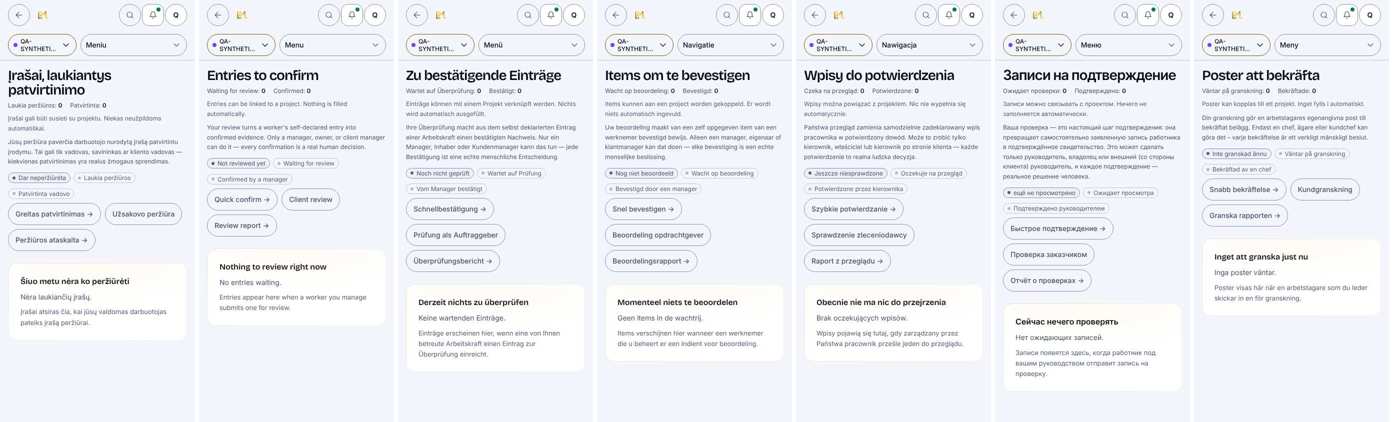 QA-
SYNTHETI...
Meniu
Įrašai, laukiantys
patvirtinimo
Laukia peržiūros: 0 Patvirtinta: 0
Įrašai gali būti susieti su projektu. Niekas neužpildoma
automatiškai.
Jūsų peržiūra paverčia darbuotojo nurodytą įrašą patvirtintu
įrodymu. Tai gali tik vadovas, savininkas ar kliento vadovas —
kiekvienas patvirtinimas yra realus žmogaus sprendimas.
Dar neperžiūrėta
Laukia peržiūros
Patvirtinta vadovo
Greitas patvirtinimas →
Užsakovo peržiūra
Peržiūros ataskaita →
Šiuo metu nėra ko peržiūrėti
Nėra laukiančių įrašų.
Įrašai atsiras čia, kai jūsų valdomas darbuotojas
pateiks įrašą peržiūrai.
Q
QA-
SYNTHETI...
Menu
Entries to confirm
Waiting for review: 0 Confirmed: 0
Entries can be linked to a project. Nothing is filled
automatically.
Your review turns a worker's self-declared entry into
confirmed evidence. Only a manager, owner, or client manager
can do it — every confirmation is a real human decision.
Not reviewed yet
Waiting for review
Confirmed by a manager
Quick confirm →
Client review
Review report →
Nothing to review right now
No entries waiting.
Entries appear here when a worker you manage
submits one for review.
Q
QA-
SYNTHETI...
Menü
Zu bestätigende Einträge
Wartet auf Überprüfung: 0 Bestätigt: 0
Einträge können mit einem Projekt verknüpft werden. Nichts
wird automatisch ausgefüllt.
Ihre Überprüfung macht aus dem selbst deklarierten Eintrag
einer Arbeitskraft einen bestätigten Nachweis. Nur ein
Manager, Inhaber oder Kundenmanager kann das tun — jede
Bestätigung ist eine echte menschliche Entscheidung.
Noch nicht geprüft
Wartet auf Prüfung
Vom Manager bestätigt
Schnellbestätigung →
Prüfung als Auftraggeber
Überprüfungsbericht →
Derzeit nichts zu überprüfen
Keine wartenden Einträge.
Einträge erscheinen hier, wenn eine von Ihnen
betreute Arbeitskraft einen Eintrag zur
Überprüfung einreicht.
Q
QA-
SYNTHETI...
Navigatie
Items om te bevestigen
Wacht op beoordeling: 0 Bevestigd: 0
Items kunnen aan een project worden gekoppeld. Er wordt
niets automatisch ingevuld.
Uw beoordeling maakt van een zelf opgegeven item van een
werknemer bevestigd bewijs. Alleen een manager, eigenaar of
klantmanager kan dat doen — elke bevestiging is een echte
menselijke beslissing.
Nog niet beoordeeld
Wacht op beoordeling
Bevestigd door een manager
Snel bevestigen →
Beoordeling opdrachtgever
Beoordelingsrapport →
Momenteel niets te beoordelen
Geen items in de wachtrij.
Items verschijnen hier wanneer een werknemer
die u beheert er een indient voor beoordeling.
Q
QA-
SYNTHETI...
Nawigacja
Wpisy do potwierdzenia
Czeka na przegląd: 0 Potwierdzone: 0
Wpisy można powiązać z projektem. Nic nie wypełnia się
automatycznie.
Państwa przegląd zamienia samodzielnie zadeklarowany wpis
pracownika w potwierdzony dowód. Może to zrobić tylko
kierownik, właściciel lub kierownik po stronie klienta — każde
potwierdzenie to realna ludzka decyzja.
Jeszcze niesprawdzone
Oczekuje na przegląd
Potwierdzone przez kierownika
Szybkie potwierdzanie →
Sprawdzenie zleceniodawcy
Raport z przeglądu →
Obecnie nie ma nic do przejrzenia
Brak oczekujących wpisów.
Wpisy pojawią się tutaj, gdy zarządzany przez
Państwa pracownik prześle jeden do przeglądu.
Q
QA-
SYNTHETI...
Меню
Записи на подтверждение
Ожидает проверки: 0 Подтверждено: 0
Записи можно связать с проектом. Ничего не
заполняется автоматически.
Ваша проверка — это настоящий шаг подтверждения: она
превращает самостоятельно заявленную запись работника
в подтверждённое свидетельство. Это может сделать
только руководитель, владелец или внешний (со стороны
клиента) руководитель, и каждое подтверждение —
реальное решение человека.
ещё не просмотрено
Ожидает просмотра
Подтверждено руководителем
Быстрое подтверждение →
Проверка заказчиком
Отчёт о проверках →
Сейчас нечего проверять
Нет ожидающих записей.
Записи появятся здесь, когда работник под
вашим руководством отправит запись на
проверку.
Q
QA-
SYNTHETI...
Meny
Poster att bekräfta
Väntar på granskning: 0 Bekräftade: 0
Poster kan kopplas till ett projekt. Inget fylls i automatiskt.
Din granskning gör en arbetstagares egenangivna post till
bekräftat belägg. Endast en chef, ägare eller kundchef kan
göra det – varje bekräftelse är ett verkligt mänskligt beslut.
Inte granskad ännu
Väntar på granskning
Bekräftad av en chef
Snabb bekräftelse →
Kundgranskning
Granska rapporten →
Inget att granska just nu
Inga poster väntar.
Poster visas här när en arbetstagare som du leder
skickar in en för granskning.
Q